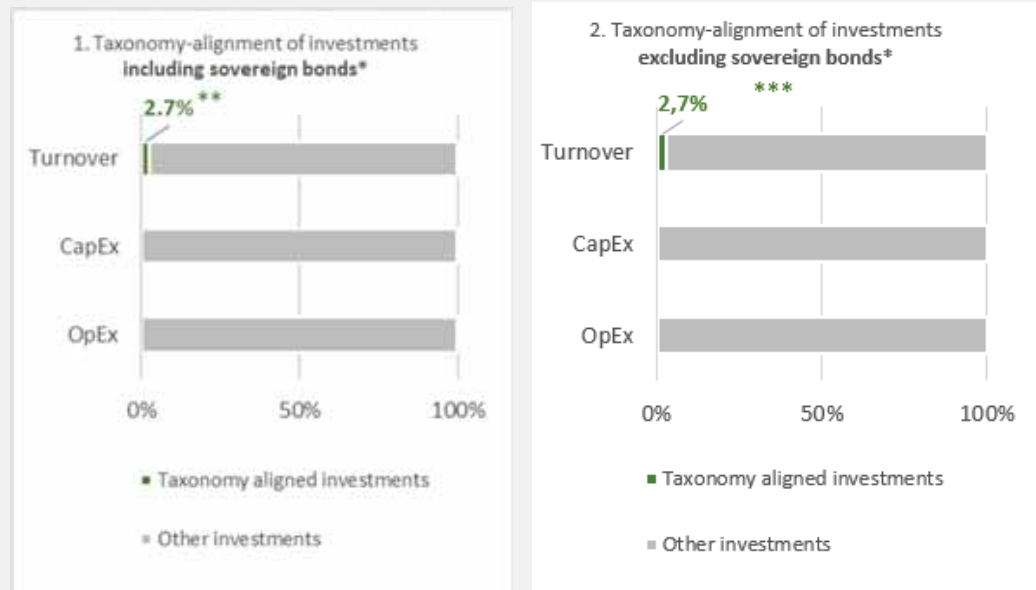 1. Taxonomy-alignment of investments
including sovereign bonds*
2.7% **
Turnover
CapEx
OpEx
0% 50% 100%
Taxonomy aligned investments
Other investments
2. Taxonomy-alignment of investments
excluding sovereign bonds*
2,7% ***
Turnover
CapEx
OpEx
0% 50% 100%
Taxonomy aligned investments
Other investments